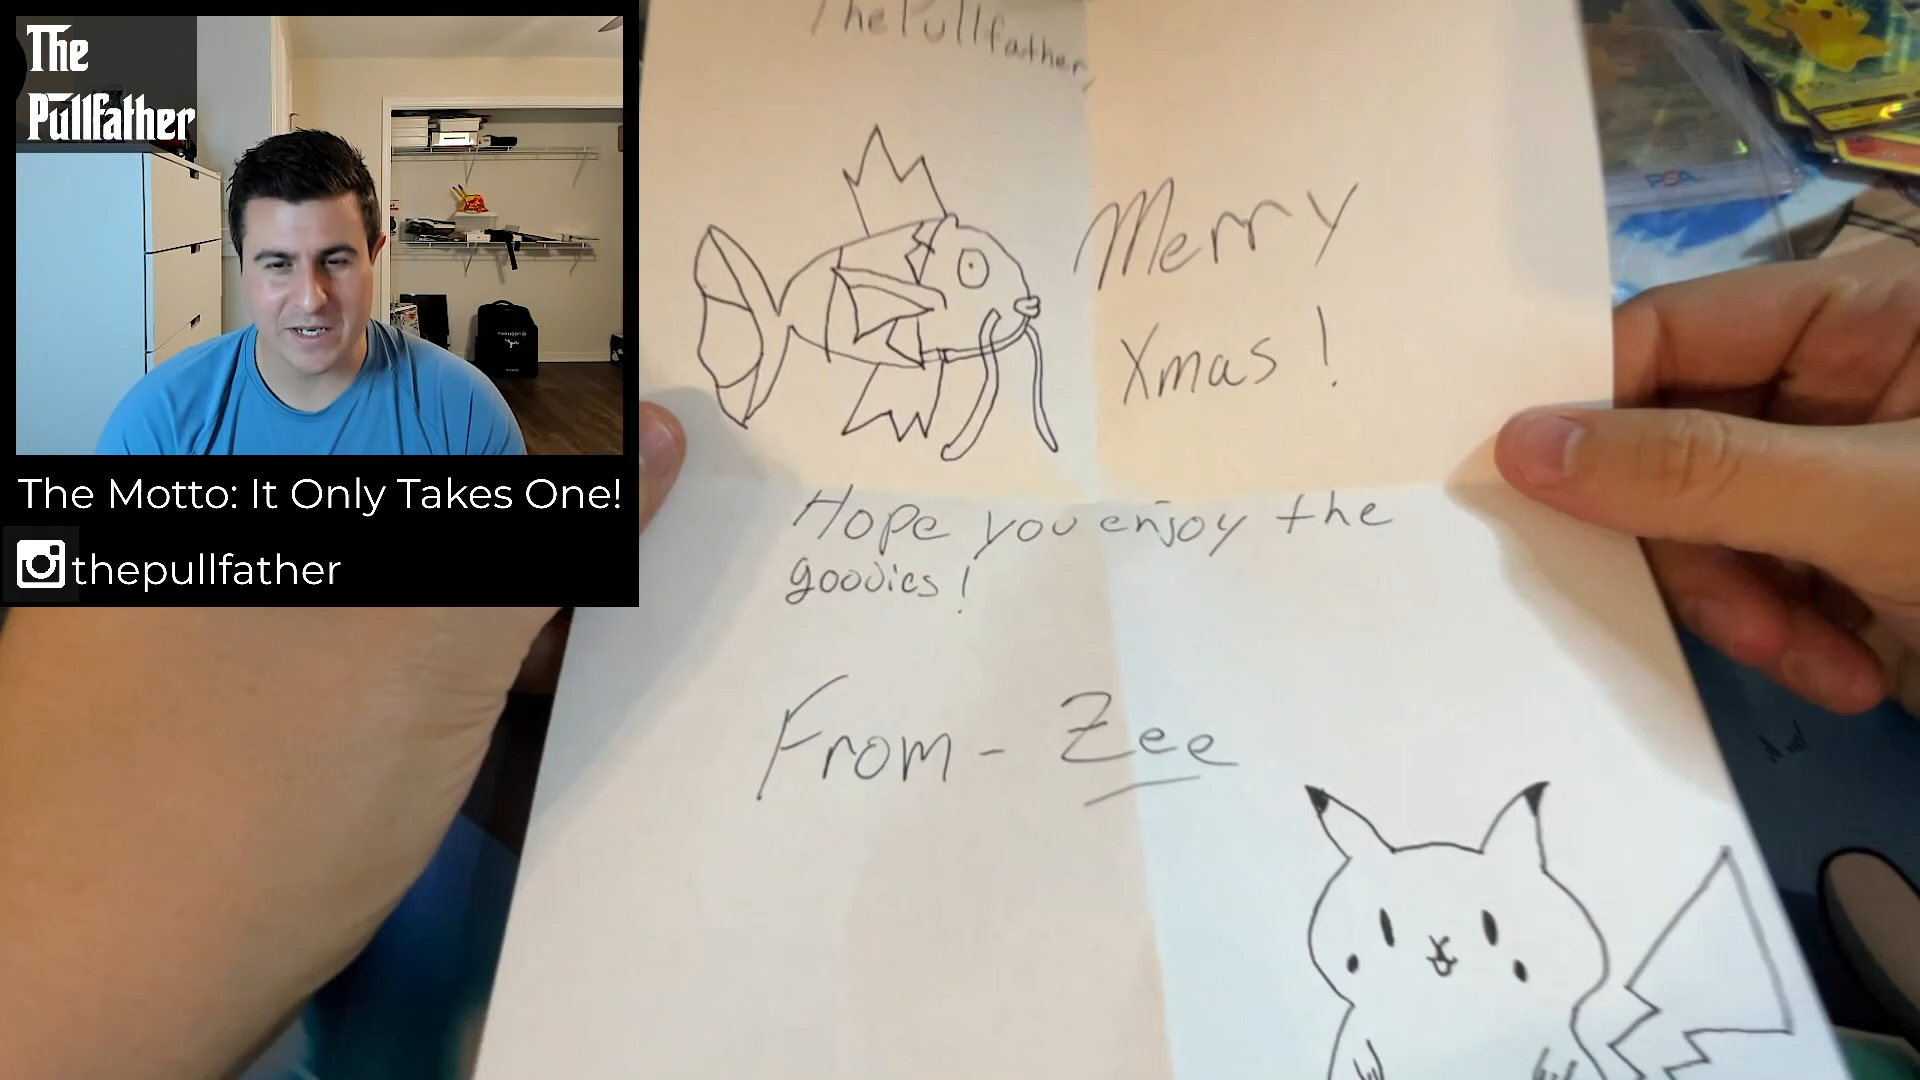 The
Pullfather
The Motto: It Only Takes One!
thepullfather
ThePullfather,
Merry
Xmas!
Hope you enjoy the
goodies!
From - Zee
PSA